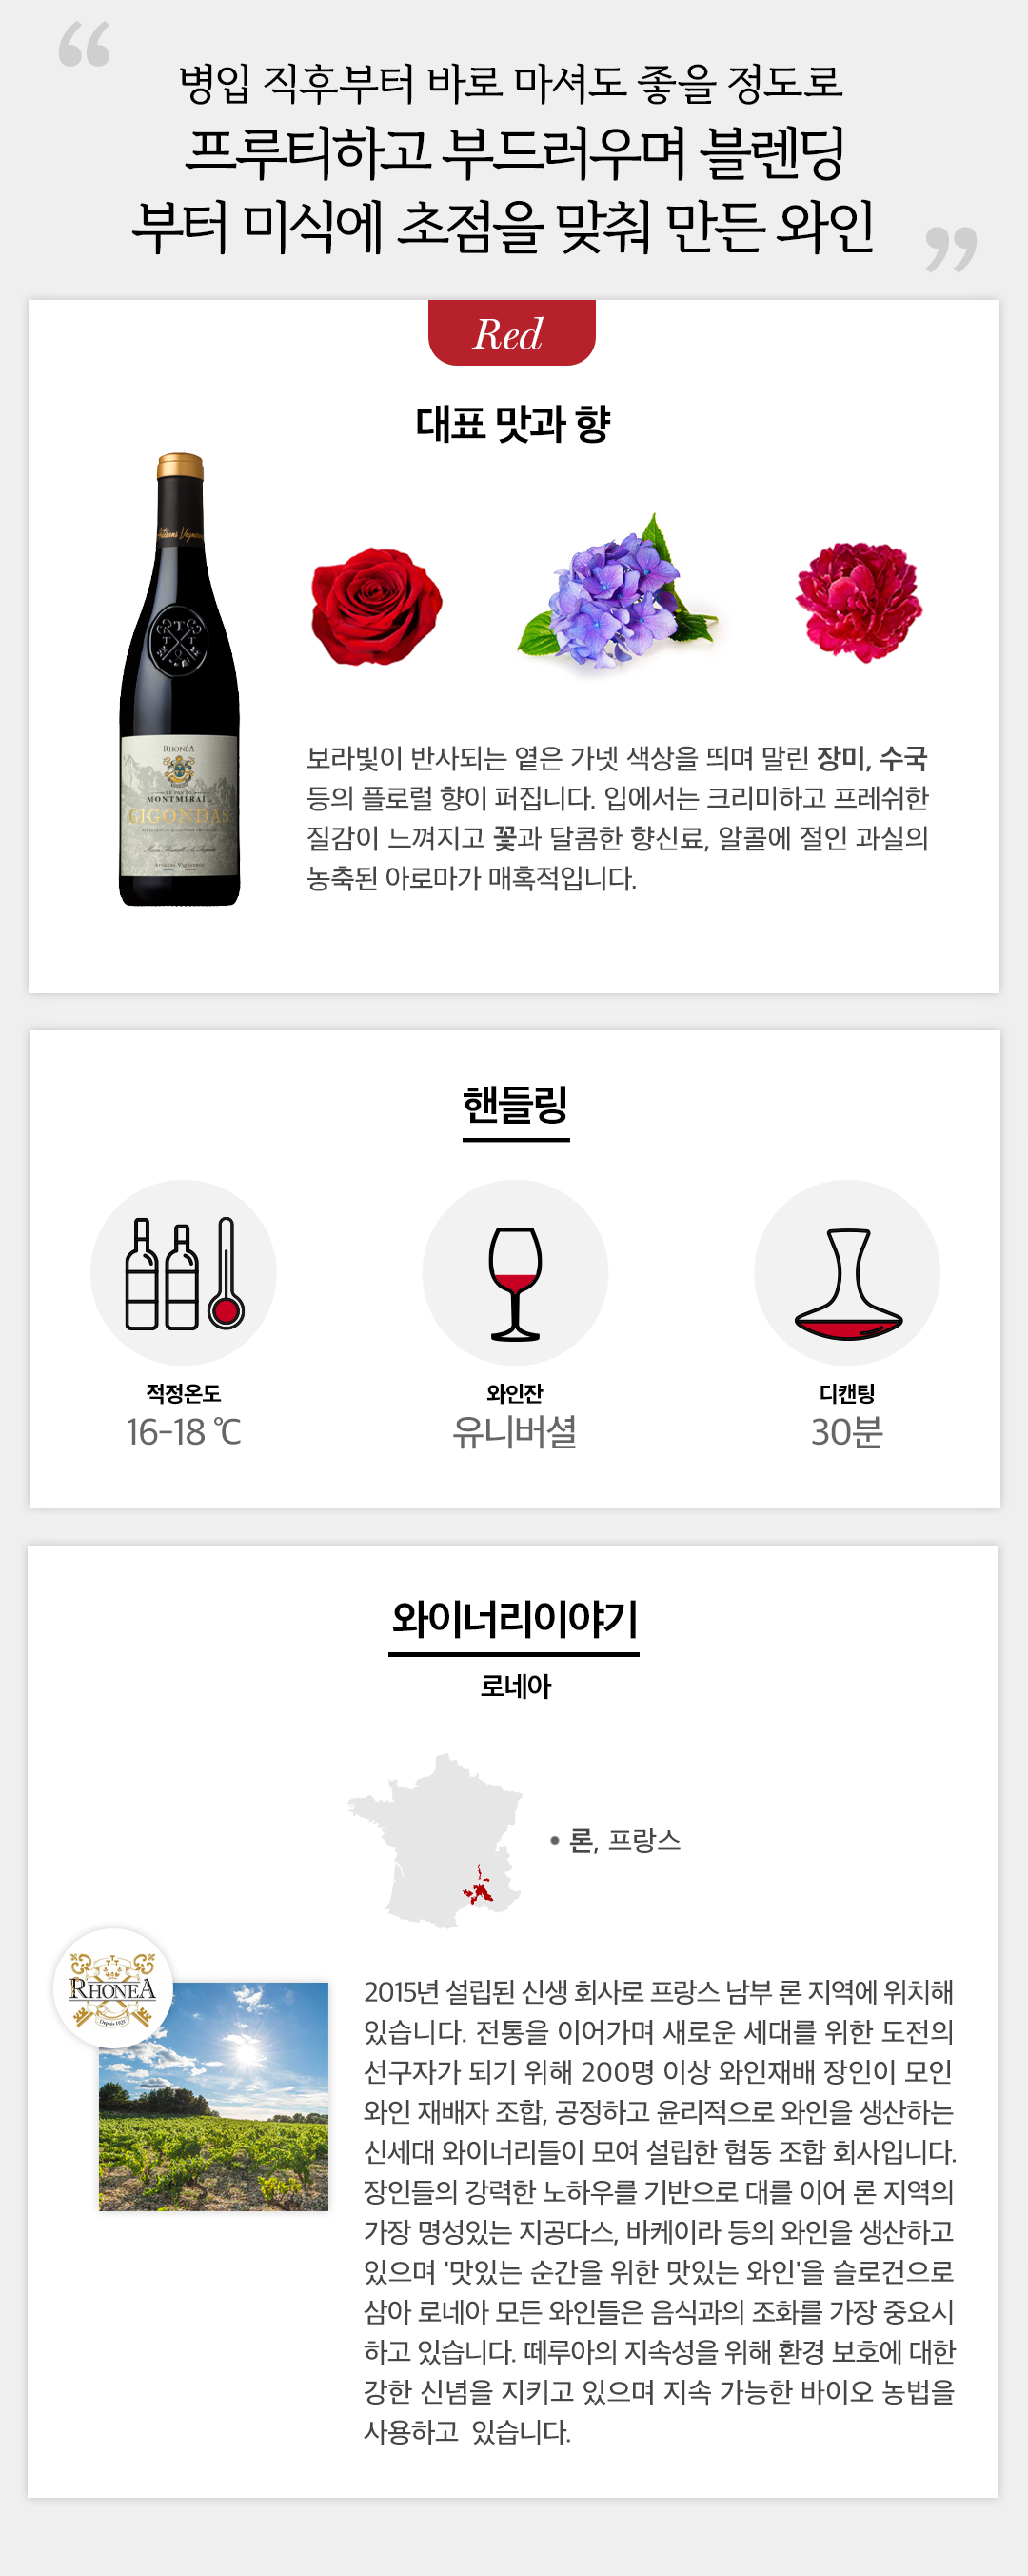 “
병입 직후부터 바로 마셔도 좋을 정도로
프루티하고 부드러우며 블렌딩
부터 미식에 초점을 맞춰 만든 와인
”
Red
대표 맛과 향
RHONÉA
MONTMIRAIL
GIGONDAS
Artisans Vignerons
보라빛이 반사되는 옅은 가넷 색상을 띄며 말린 장미, 수국
등의 플로럴 향이 퍼집니다. 입에서는 크리미하고 프레쉬한
질감이 느껴지고 꽃과 달콤한 향신료, 알콜에 절인 과실의
농축된 아로마가 매혹적입니다.
핸들링
적정온도
와인잔
디캔팅
16-18 ℃
유니버셜
30분
와이너리이야기
로네아
• 론, 프랑스
RHONEA
Depuis 1925
2015년 설립된 신생 회사로 프랑스 남부 론 지역에 위치해
있습니다. 전통을 이어가며 새로운 세대를 위한 도전의
선구자가 되기 위해 200명 이상 와인재배 장인이 모인
와인 재배자 조합, 공정하고 윤리적으로 와인을 생산하는
신세대 와이너리들이 모여 설립한 협동 조합 회사입니다.
장인들의 강력한 노하우를 기반으로 대를 이어 론 지역의
가장 명성있는 지공다스, 바케이라 등의 와인을 생산하고
있으며 '맛있는 순간을 위한 맛있는 와인'을 슬로건으로
삼아 로네아 모든 와인들은 음식과의 조화를 가장 중요시
하고 있습니다. 떼루아의 지속성을 위해 환경 보호에 대한
강한 신념을 지키고 있으며 지속 가능한 바이오 농법을
사용하고 있습니다.